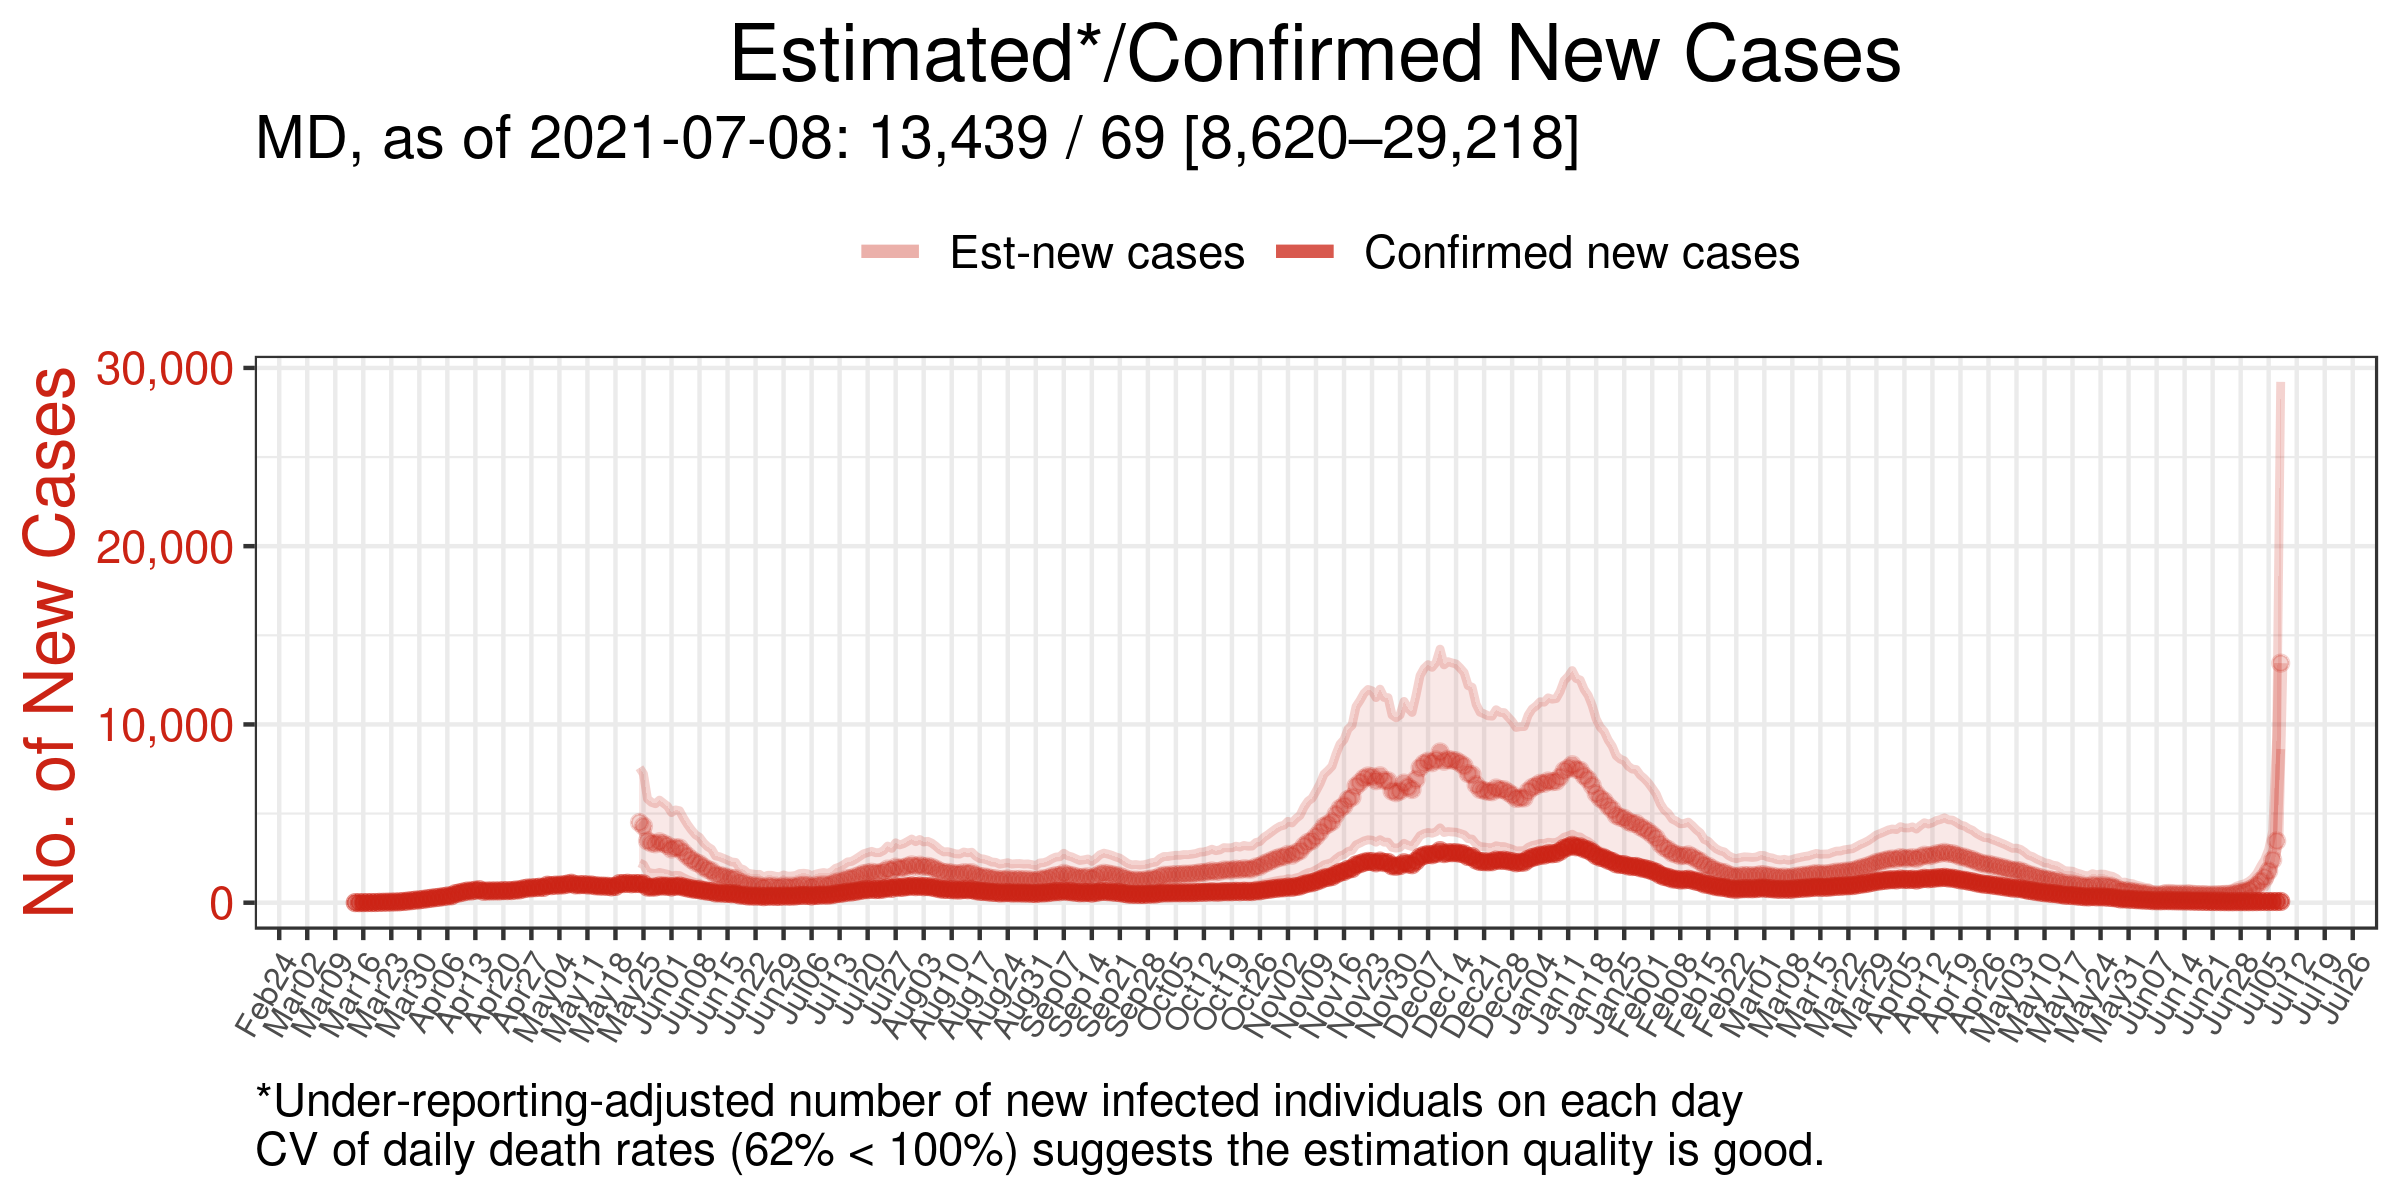 Estimated*/Confirmed New Cases
MD, as of 2021-07-08: 13,439 / 69 [8,620–29,218]
Est-new cases Confirmed new cases
No. of New Cases
30,000
20,000
10,000
0
Feb24 Mar02 Mar09 Mar16 Mar23 Mar30 Apr06 Apr13 Apr20 Apr27 May04 May11 May18 May25 Jun01 Jun08 Jun15 Jun22 Jun29 Jul06 Jul13 Jul20 Jul27 Aug03 Aug10 Aug17 Aug24 Aug31 Sep07 Sep14 Sep21 Sep28 Oct05 Oct12 Oct19 Oct26 Nov02 Nov09 Nov16 Nov23 Nov30 Dec07 Dec14 Dec21 Dec28 Jan04 Jan11 Jan18 Jan25 Feb01 Feb08 Feb15 Feb22 Mar01 Mar08 Mar15 Mar22 Mar29 Apr05 Apr12 Apr19 Apr26 May03 May10 May17 May24 May31 Jun07 Jun14 Jun21 Jun28 Jul05 Jul12 Jul19 Jul26
*Under-reporting-adjusted number of new infected individuals on each day
CV of daily death rates (62% < 100%) suggests the estimation quality is good.